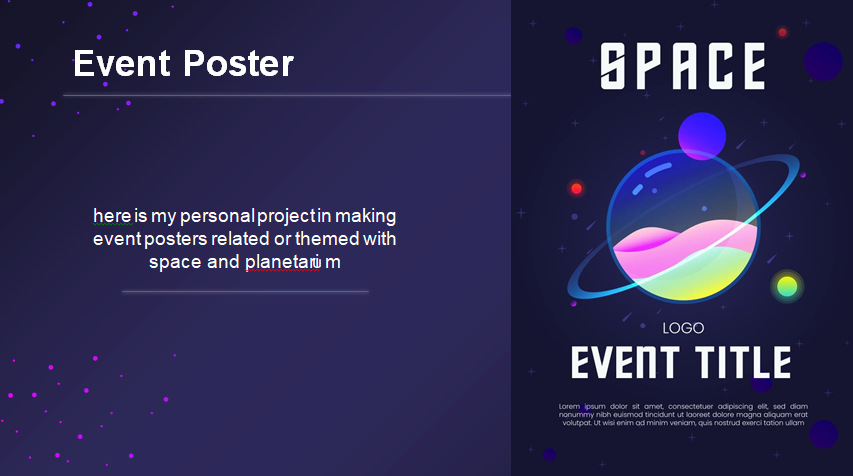 Event Poster
here is my personal project in making
event posters related or themed with
space and planetarium
SPACE
LOGO
EVENT TITLE
Lorem ipsum dolor sit amet, consectetuer adipiscing elit, sed diam
nonummy nibh euismod tincidunt ut laoreet dolore magna aliquam erat
volutpat. Ut wisi enim ad minim veniam, quis nostrud exerci tation ullam